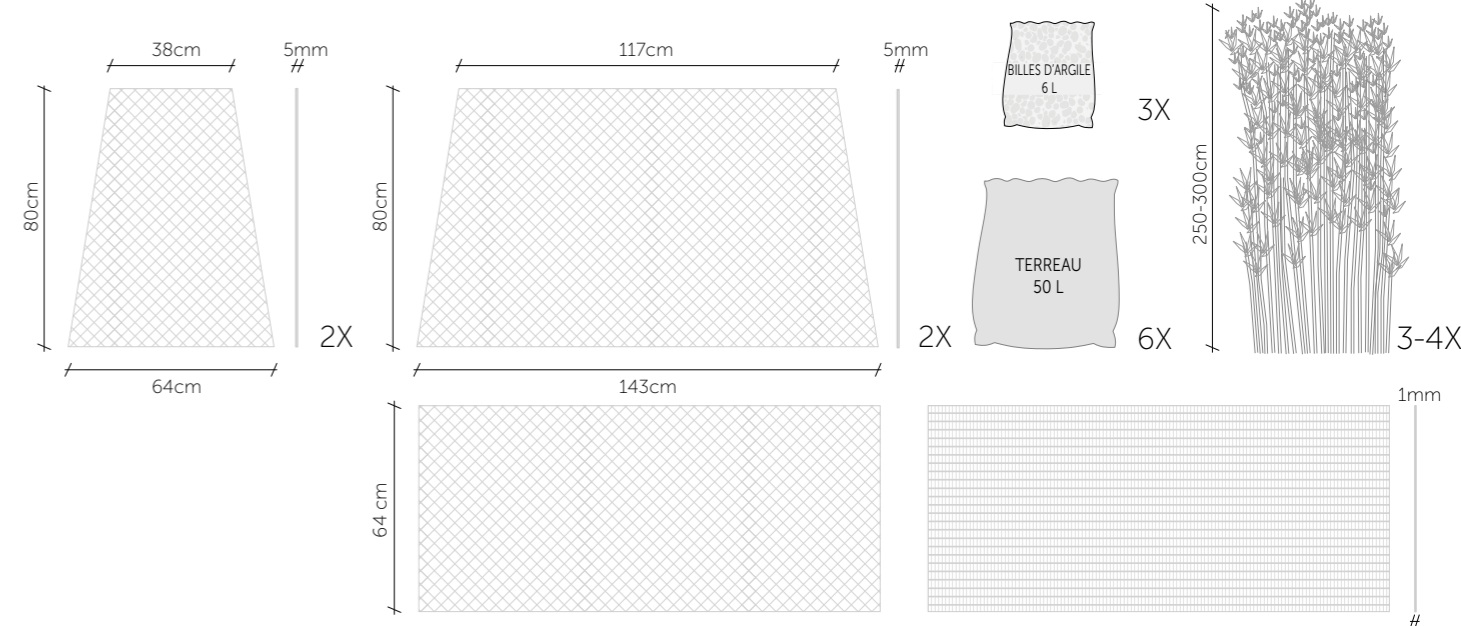 38cm
5mm
80cm
2X
64cm
117cm
5mm
80cm
2X
143cm
BILLES D'ARGILE
6 L
3X
TERREAU
50 L
6X
250-300cm
3-4X
64 cm
1mm